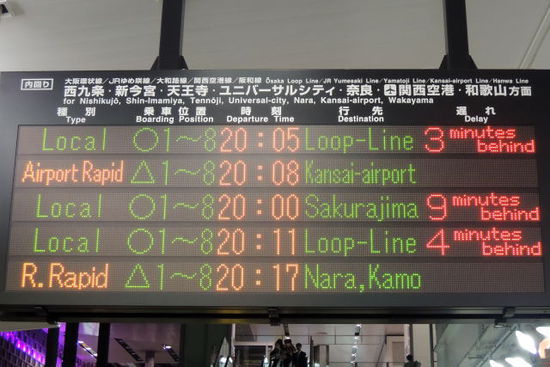 大阪環状線/JRゆめ咲線/大和路線/関西空港線/阪和線 Ōsaka Loop Line/JR Yumesaki Line/Yamatoji Line/Kansai-airport Line/Hanwa Line
内回り 西九条・新今宮・天王寺・ユニバーサルシティ・奈良・関西空港・和歌山方面
for Nishikujō, Shin-Imamiya, Tennōji, Universal-city, Nara, Kansai-airport, Wakayama
種別 乗車位置 時刻 行先 遅れ
Type Boarding Position Departure Time Destination Delay
Local ○1〜8 20:05 Loop-Line 3 minutes behind
Airport Rapid △1〜8 20:08 Kansai-airport
Local ○1〜8 20:00 Sakurajima 9 minutes behind
Local ○1〜8 20:11 Loop-Line 4 minutes behind
R.Rapid △1〜8 20:17 Nara,Kamo